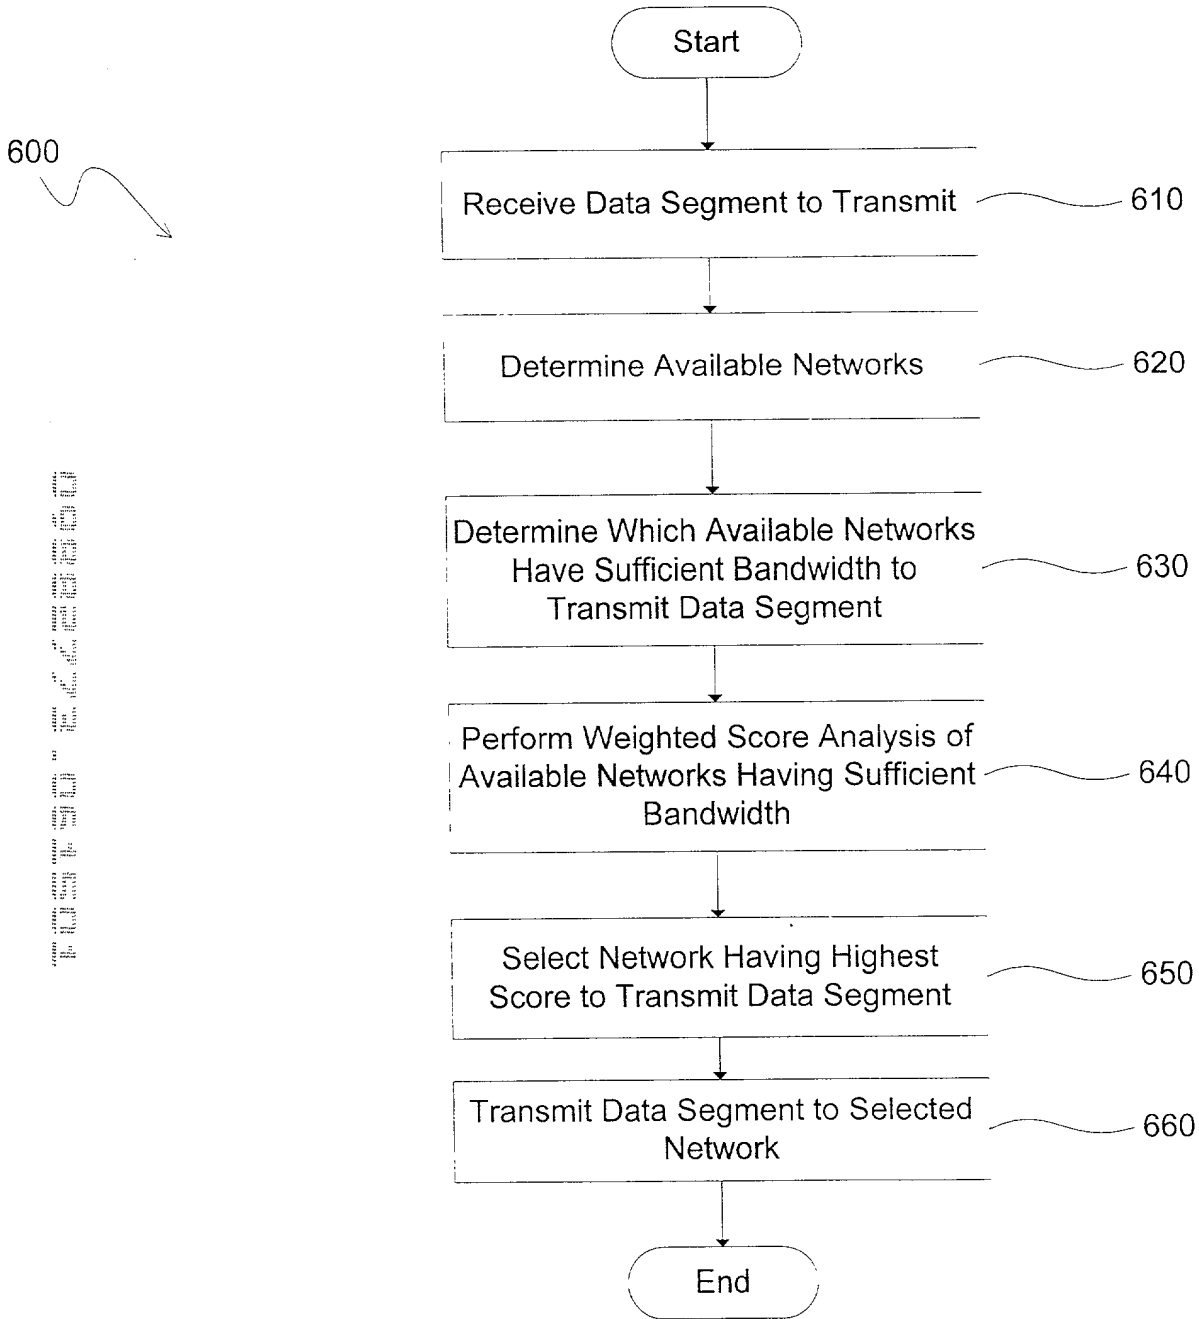 Start
600
Receive Data Segment to Transmit
610
Determine Available Networks
620
Determine Which Available Networks
Have Sufficient Bandwidth to
Transmit Data Segment
630
Perform Weighted Score Analysis of
Available Networks Having Sufficient
Bandwidth
640
Select Network Having Highest
Score to Transmit Data Segment
650
Transmit Data Segment to Selected
Network
660
End